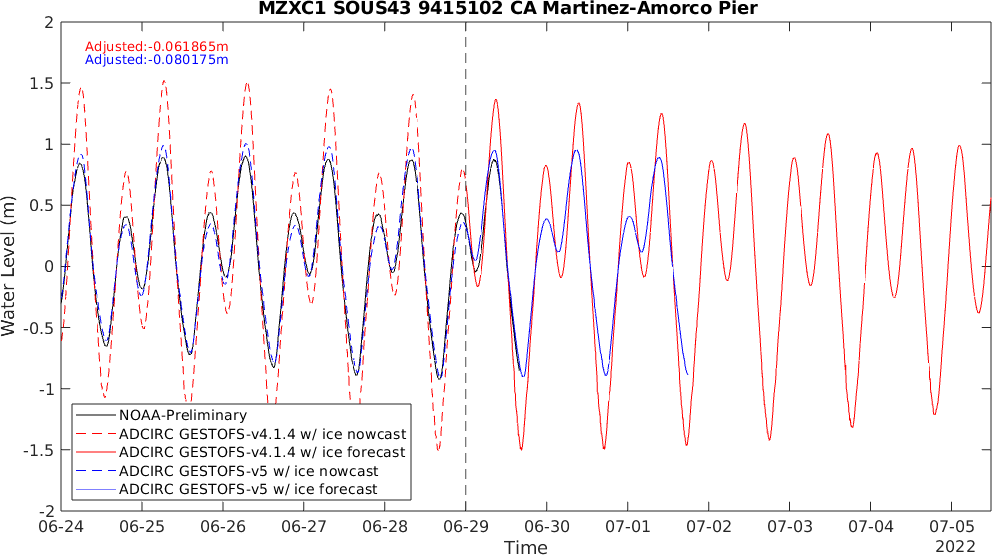 MZXC1 SOUS43 9415102 CA Martinez-Amorco Pier
Adjusted:-0.061865m
Adjusted:-0.080175m
Water Level (m)
2
1.5
1
0.5
0
-0.5
-1
-1.5
-2
NOAA-Preliminary
ADCIRC GESTOFS-v4.1.4 w/ ice nowcast
ADCIRC GESTOFS-v4.1.4 w/ ice forecast
ADCIRC GESTOFS-v5 w/ ice nowcast
ADCIRC GESTOFS-v5 w/ ice forecast
06-24 06-25 06-26 06-27 06-28 06-29 06-30 07-01 07-02 07-03 07-04 07-05
Time
2022